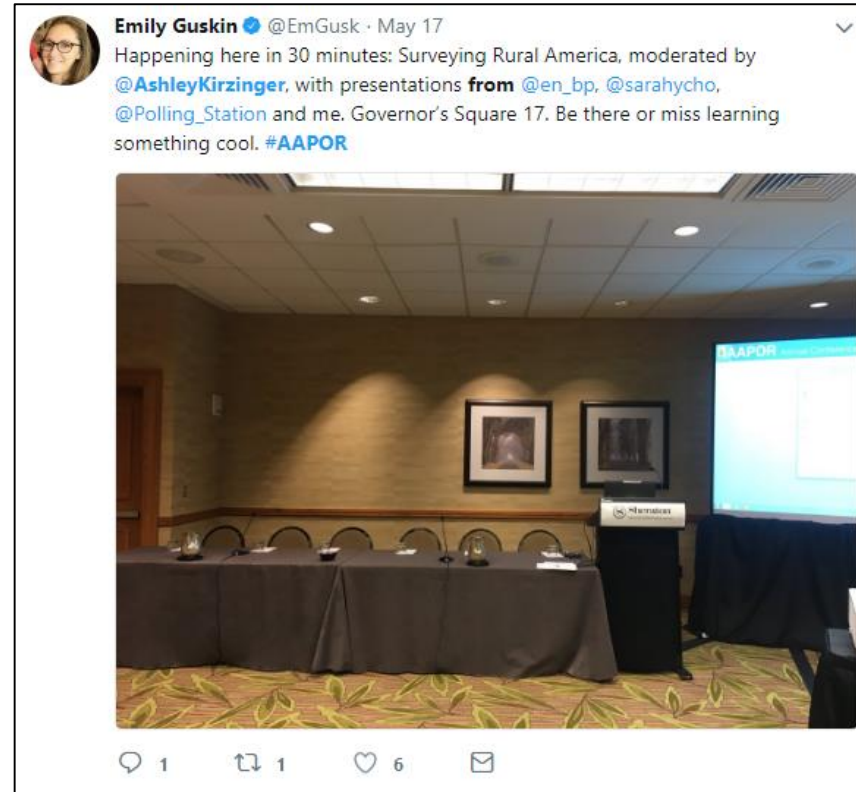 Emily Guskin @EmGusk · May 17
Happening here in 30 minutes: Surveying Rural America, moderated by
@AshleyKirzinger, with presentations from @en_bp, @sarahycho,
@Polling_Station and me. Governor's Square 17. Be there or miss learning
something cool. #AAPOR
AAPOR
Sheraton
1 1 6